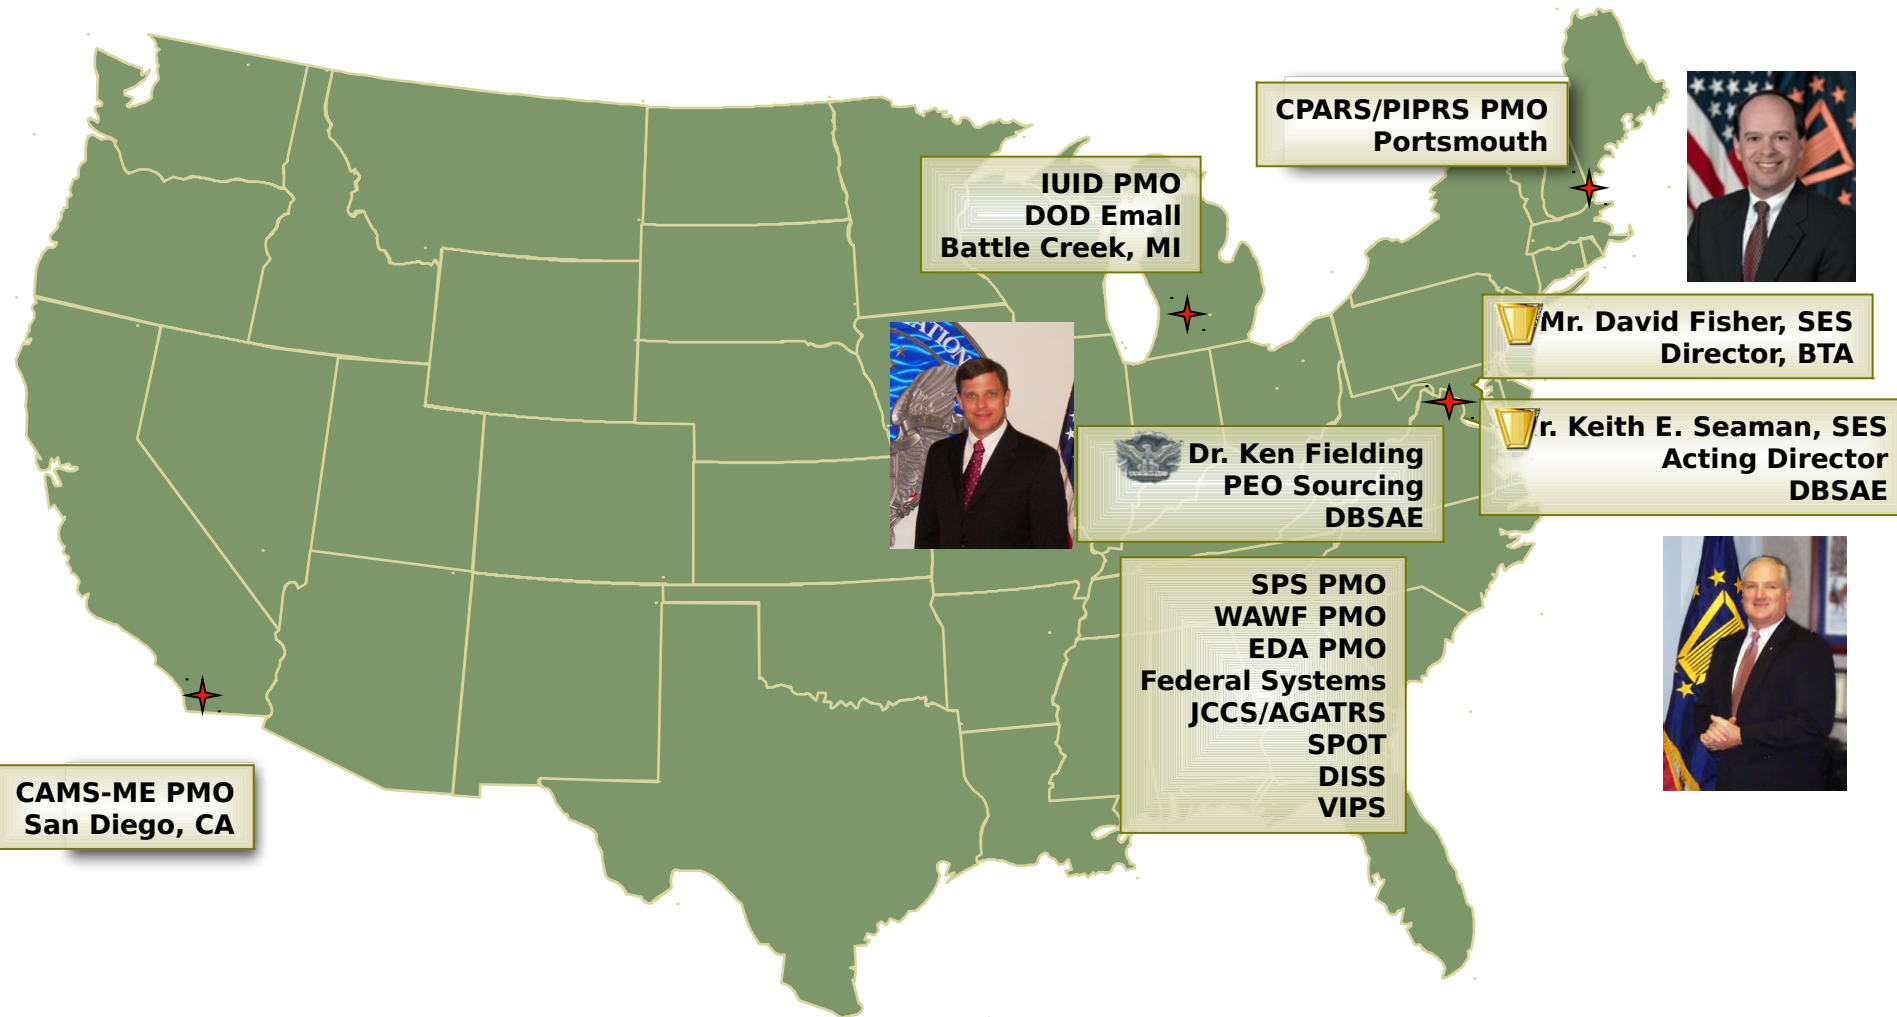 CPARS/PIPRS PMO
Portsmouth
IUID PMO
DOD Emall
Battle Creek, MI
Mr. David Fisher, SES
Director, BTA
r. Keith E. Seaman, SES
Acting Director
DBSAE
Dr. Ken Fielding
PEO Sourcing
DBSAE
SPS PMO
WAWF PMO
EDA PMO
Federal Systems
JCCS/AGATRS
SPOT
DISS
VIPS
CAMS-ME PMO
San Diego, CA
ATION